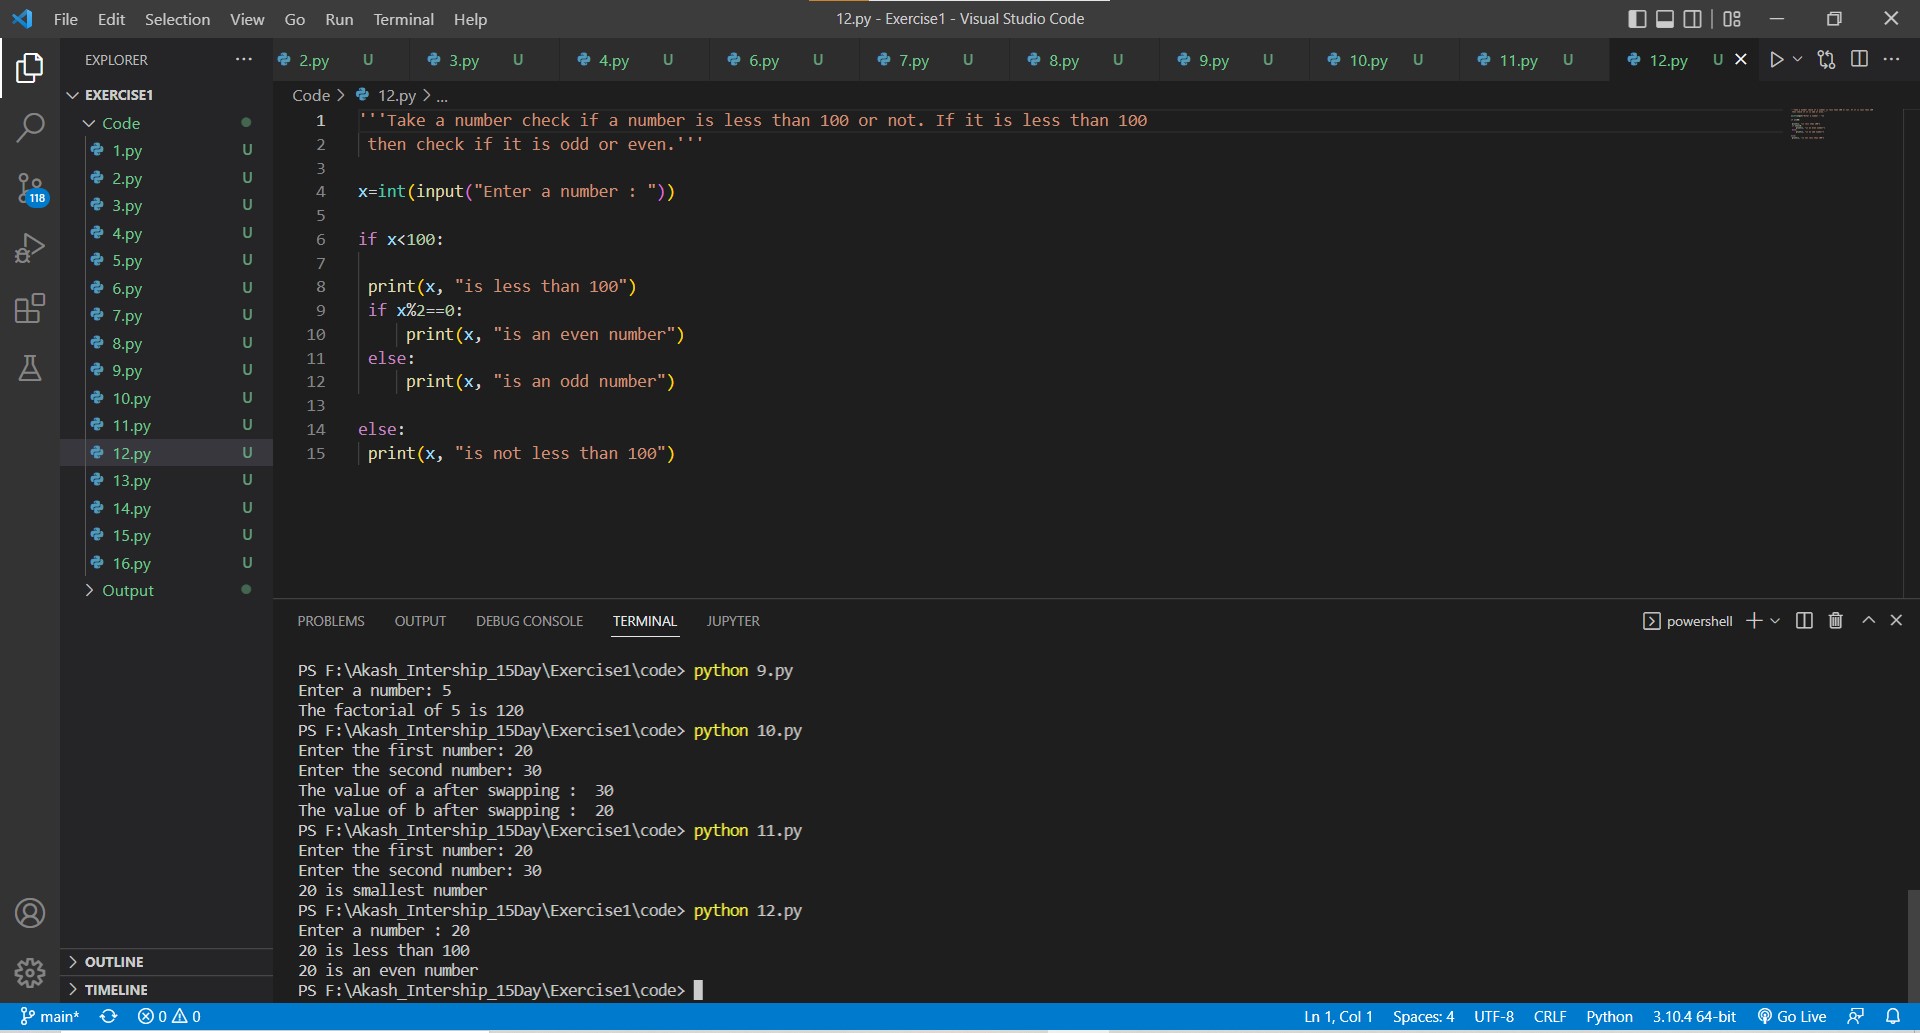 File Edit Selection View Go Run Terminal Help
12.py - Exercise1 - Visual Studio Code
EXPLORER
2.py U 3.py U 4.py U 6.py U 7.py U 8.py U 9.py U 10.py U 11.py U 12.py U
EXERCISE1
Code
1.py U
2.py U
3.py U
4.py U
5.py U
6.py U
7.py U
8.py U
9.py U
10.py U
11.py U
12.py U
13.py U
14.py U
15.py U
16.py U
Output
OUTLINE
TIMELINE
118
Code > 12.py > ...
1 '''Take a number check if a number is less than 100 or not. If it is less than 100
2 then check if it is odd or even.'''
3
4 x=int(input("Enter a number : "))
5
6 if x<100:
7
8 print(x, "is less than 100")
9 if x%2==0:
10 print(x, "is an even number")
11 else:
12 print(x, "is an odd number")
13
14 else:
15 print(x, "is not less than 100")
PROBLEMS OUTPUT DEBUG CONSOLE TERMINAL JUPYTER
powershell
PS F:\Akash_Intership_15Day\Exercise1\code> python 9.py
Enter a number: 5
The factorial of 5 is 120
PS F:\Akash_Intership_15Day\Exercise1\code> python 10.py
Enter the first number: 20
Enter the second number: 30
The value of a after swapping :  30
The value of b after swapping :  20
PS F:\Akash_Intership_15Day\Exercise1\code> python 11.py
Enter the first number: 20
Enter the second number: 30
20 is smallest number
PS F:\Akash_Intership_15Day\Exercise1\code> python 12.py
Enter a number : 20
20 is less than 100
20 is an even number
PS F:\Akash_Intership_15Day\Exercise1\code>
main* 0 0 Ln 1, Col 1 Spaces: 4 UTF-8 CRLF Python 3.10.4 64-bit Go Live